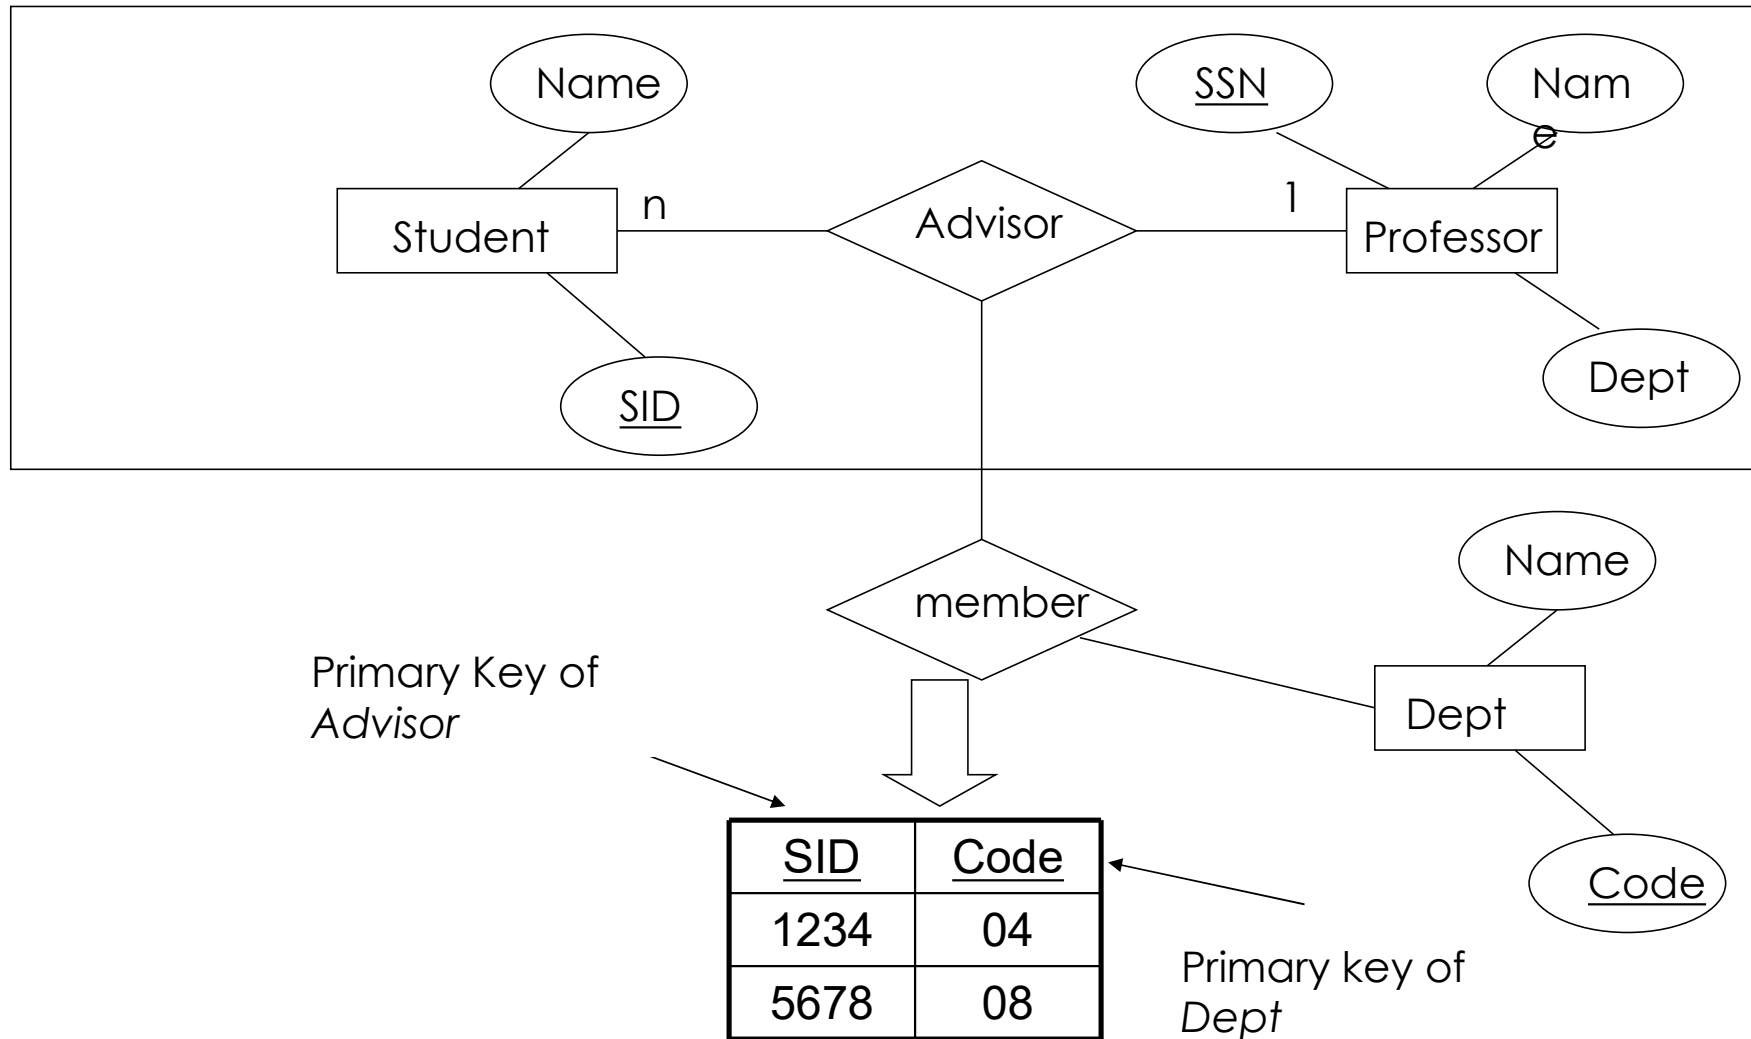 Name
SSN
Nam
e
n
Advisor
1
Student
Professor
SID
Dept
Name
member
Primary Key of
Advisor
Dept
SID Code
1234 04
5678 08
Code
Primary key of
Dept